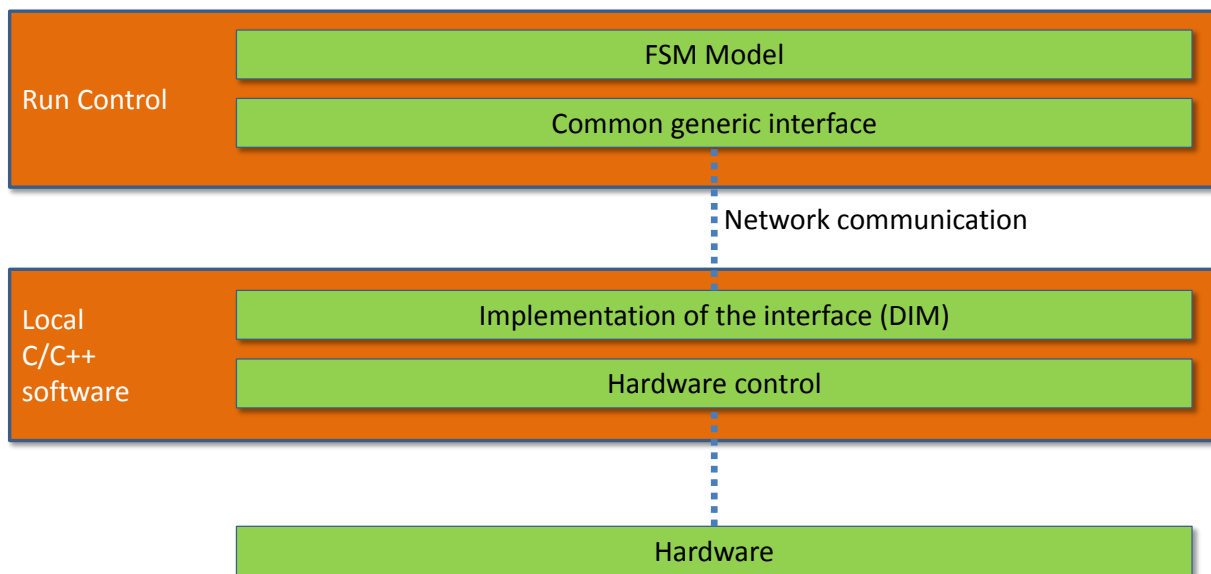 FSM Model
Run Control
Common generic interface
Network communication
Implementation of the interface (DIM)
Local
C/C++
software
Hardware control
Hardware